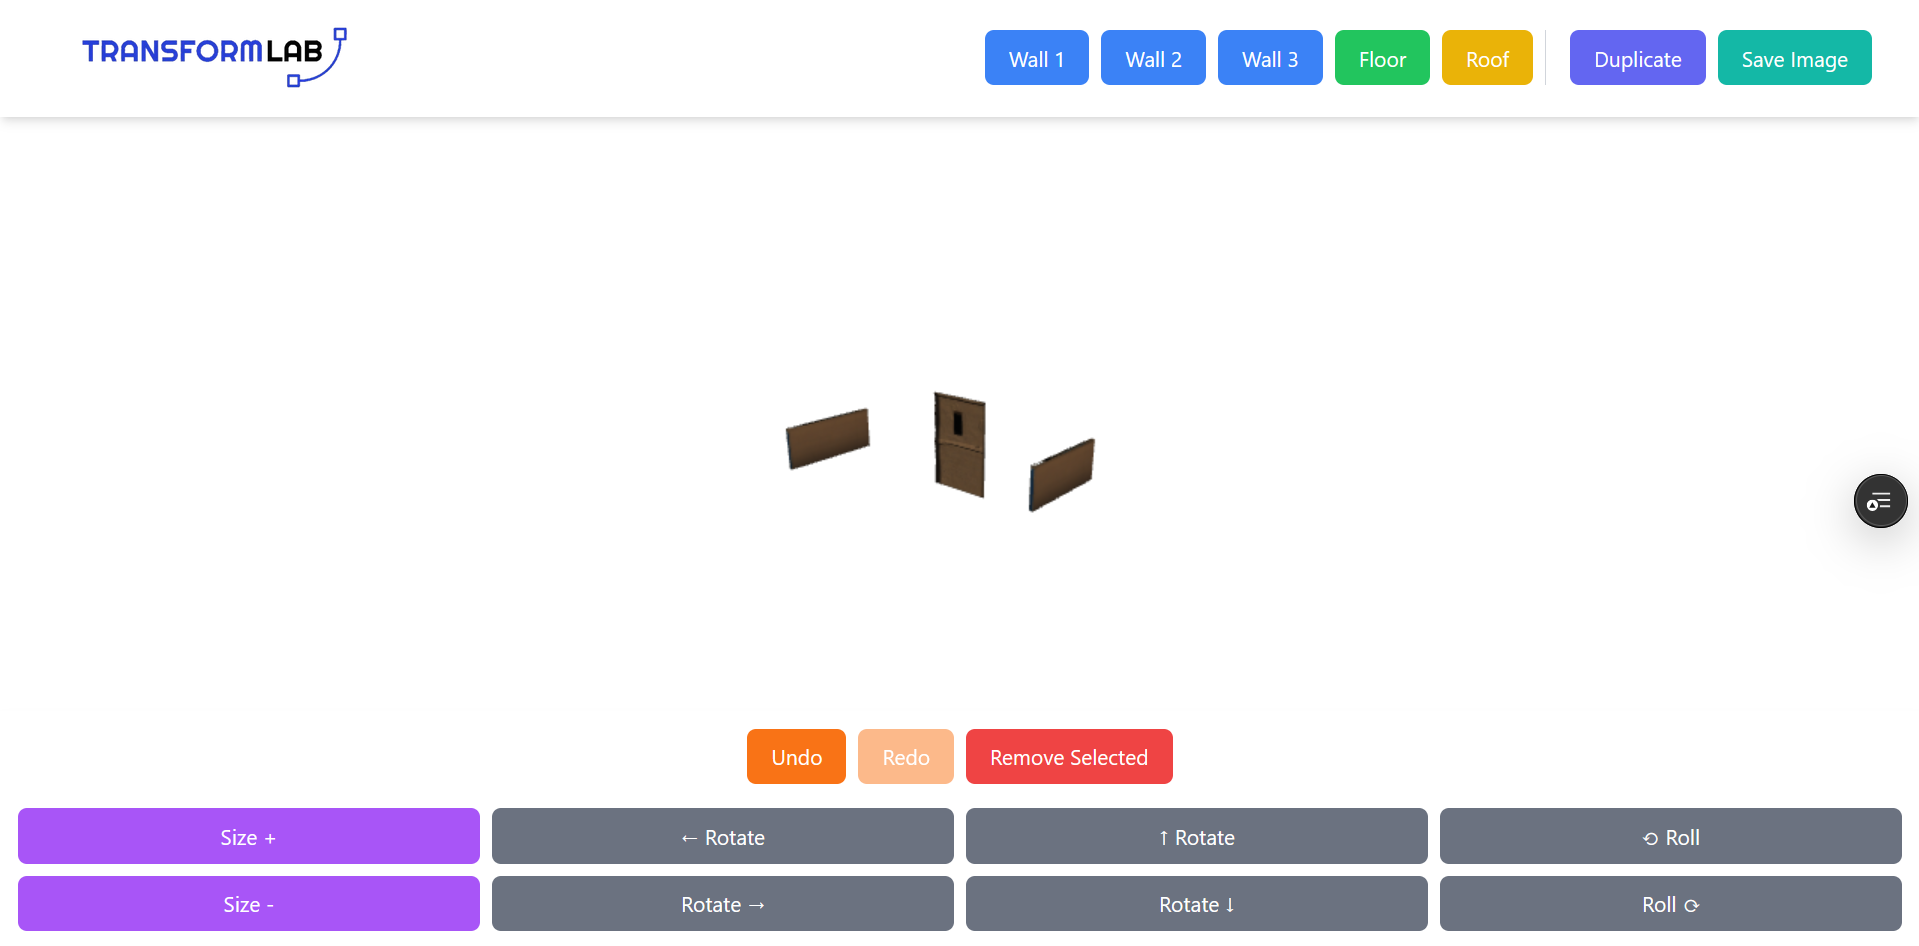 TRANSFORMLAB
Wall 1
Wall 2
Wall 3
Floor
Roof
Duplicate
Save Image
Undo
Redo
Remove Selected
Size +
← Rotate
↑ Rotate
⟲ Roll
Size -
Rotate →
Rotate ↓
Roll ⟳